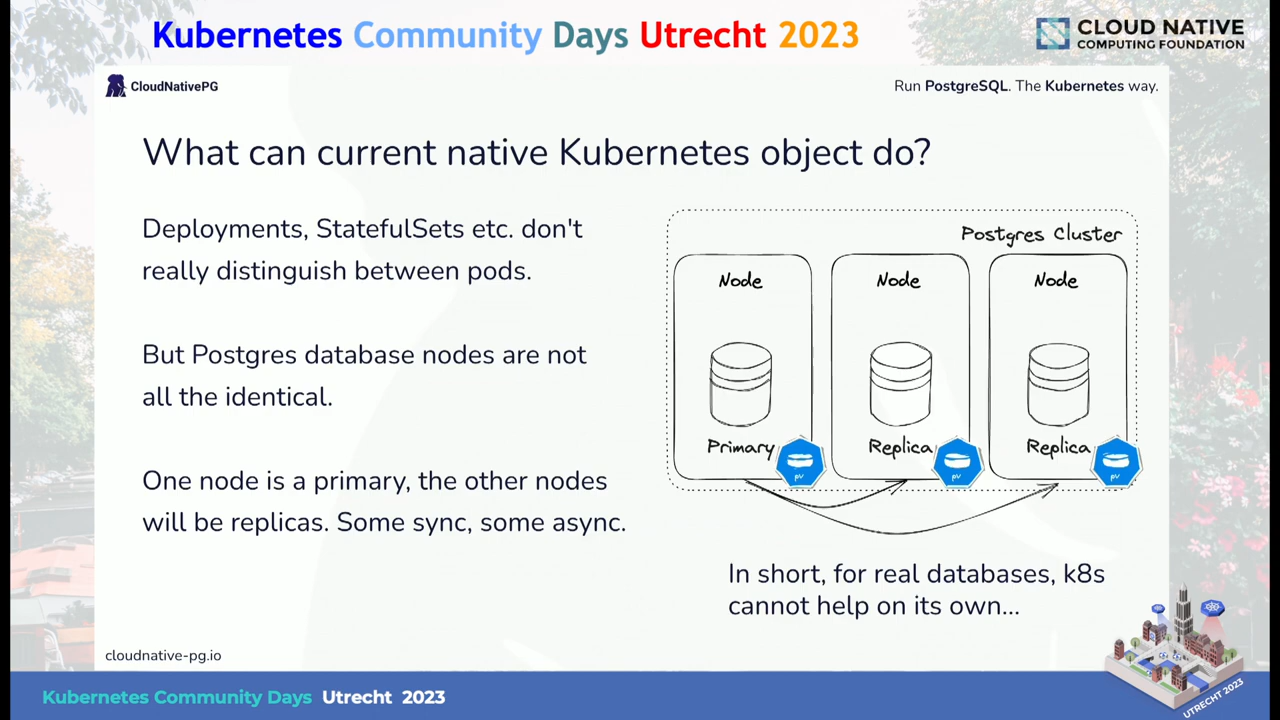 Kubernetes Community Days Utrecht 2023
CLOUD NATIVE
COMPUTING FOUNDATION
CloudNativePG
Run PostgreSQL. The Kubernetes way.
What can current native Kubernetes object do?
Deployments, StatefulSets etc. don't
really distinguish between pods.
But Postgres database nodes are not
all the identical.
One node is a primary, the other nodes
will be replicas. Some sync, some async.
Postgres Cluster
Node
Node
Node
Primary
Replica
Replica
pv
pv
pv
In short, for real databases, k8s
cannot help on its own...
cloudnative-pg.io
Kubernetes Community Days Utrecht 2023
UTRECHT 2023